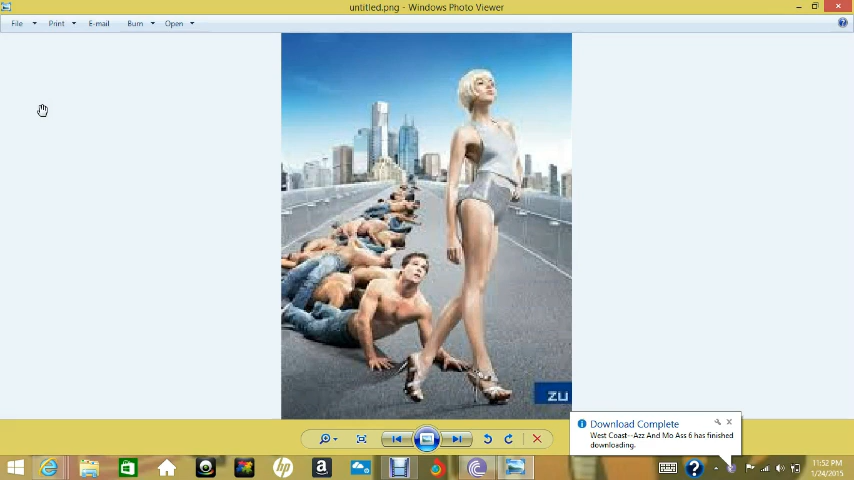 untitled.png - Windows Photo Viewer
File Print E-mail Burn Open
ZU
Download Complete
West Coast--Azz And Mo Ass 6 has finished
downloading.
hp
a
?
11:52 PM
1/24/2015